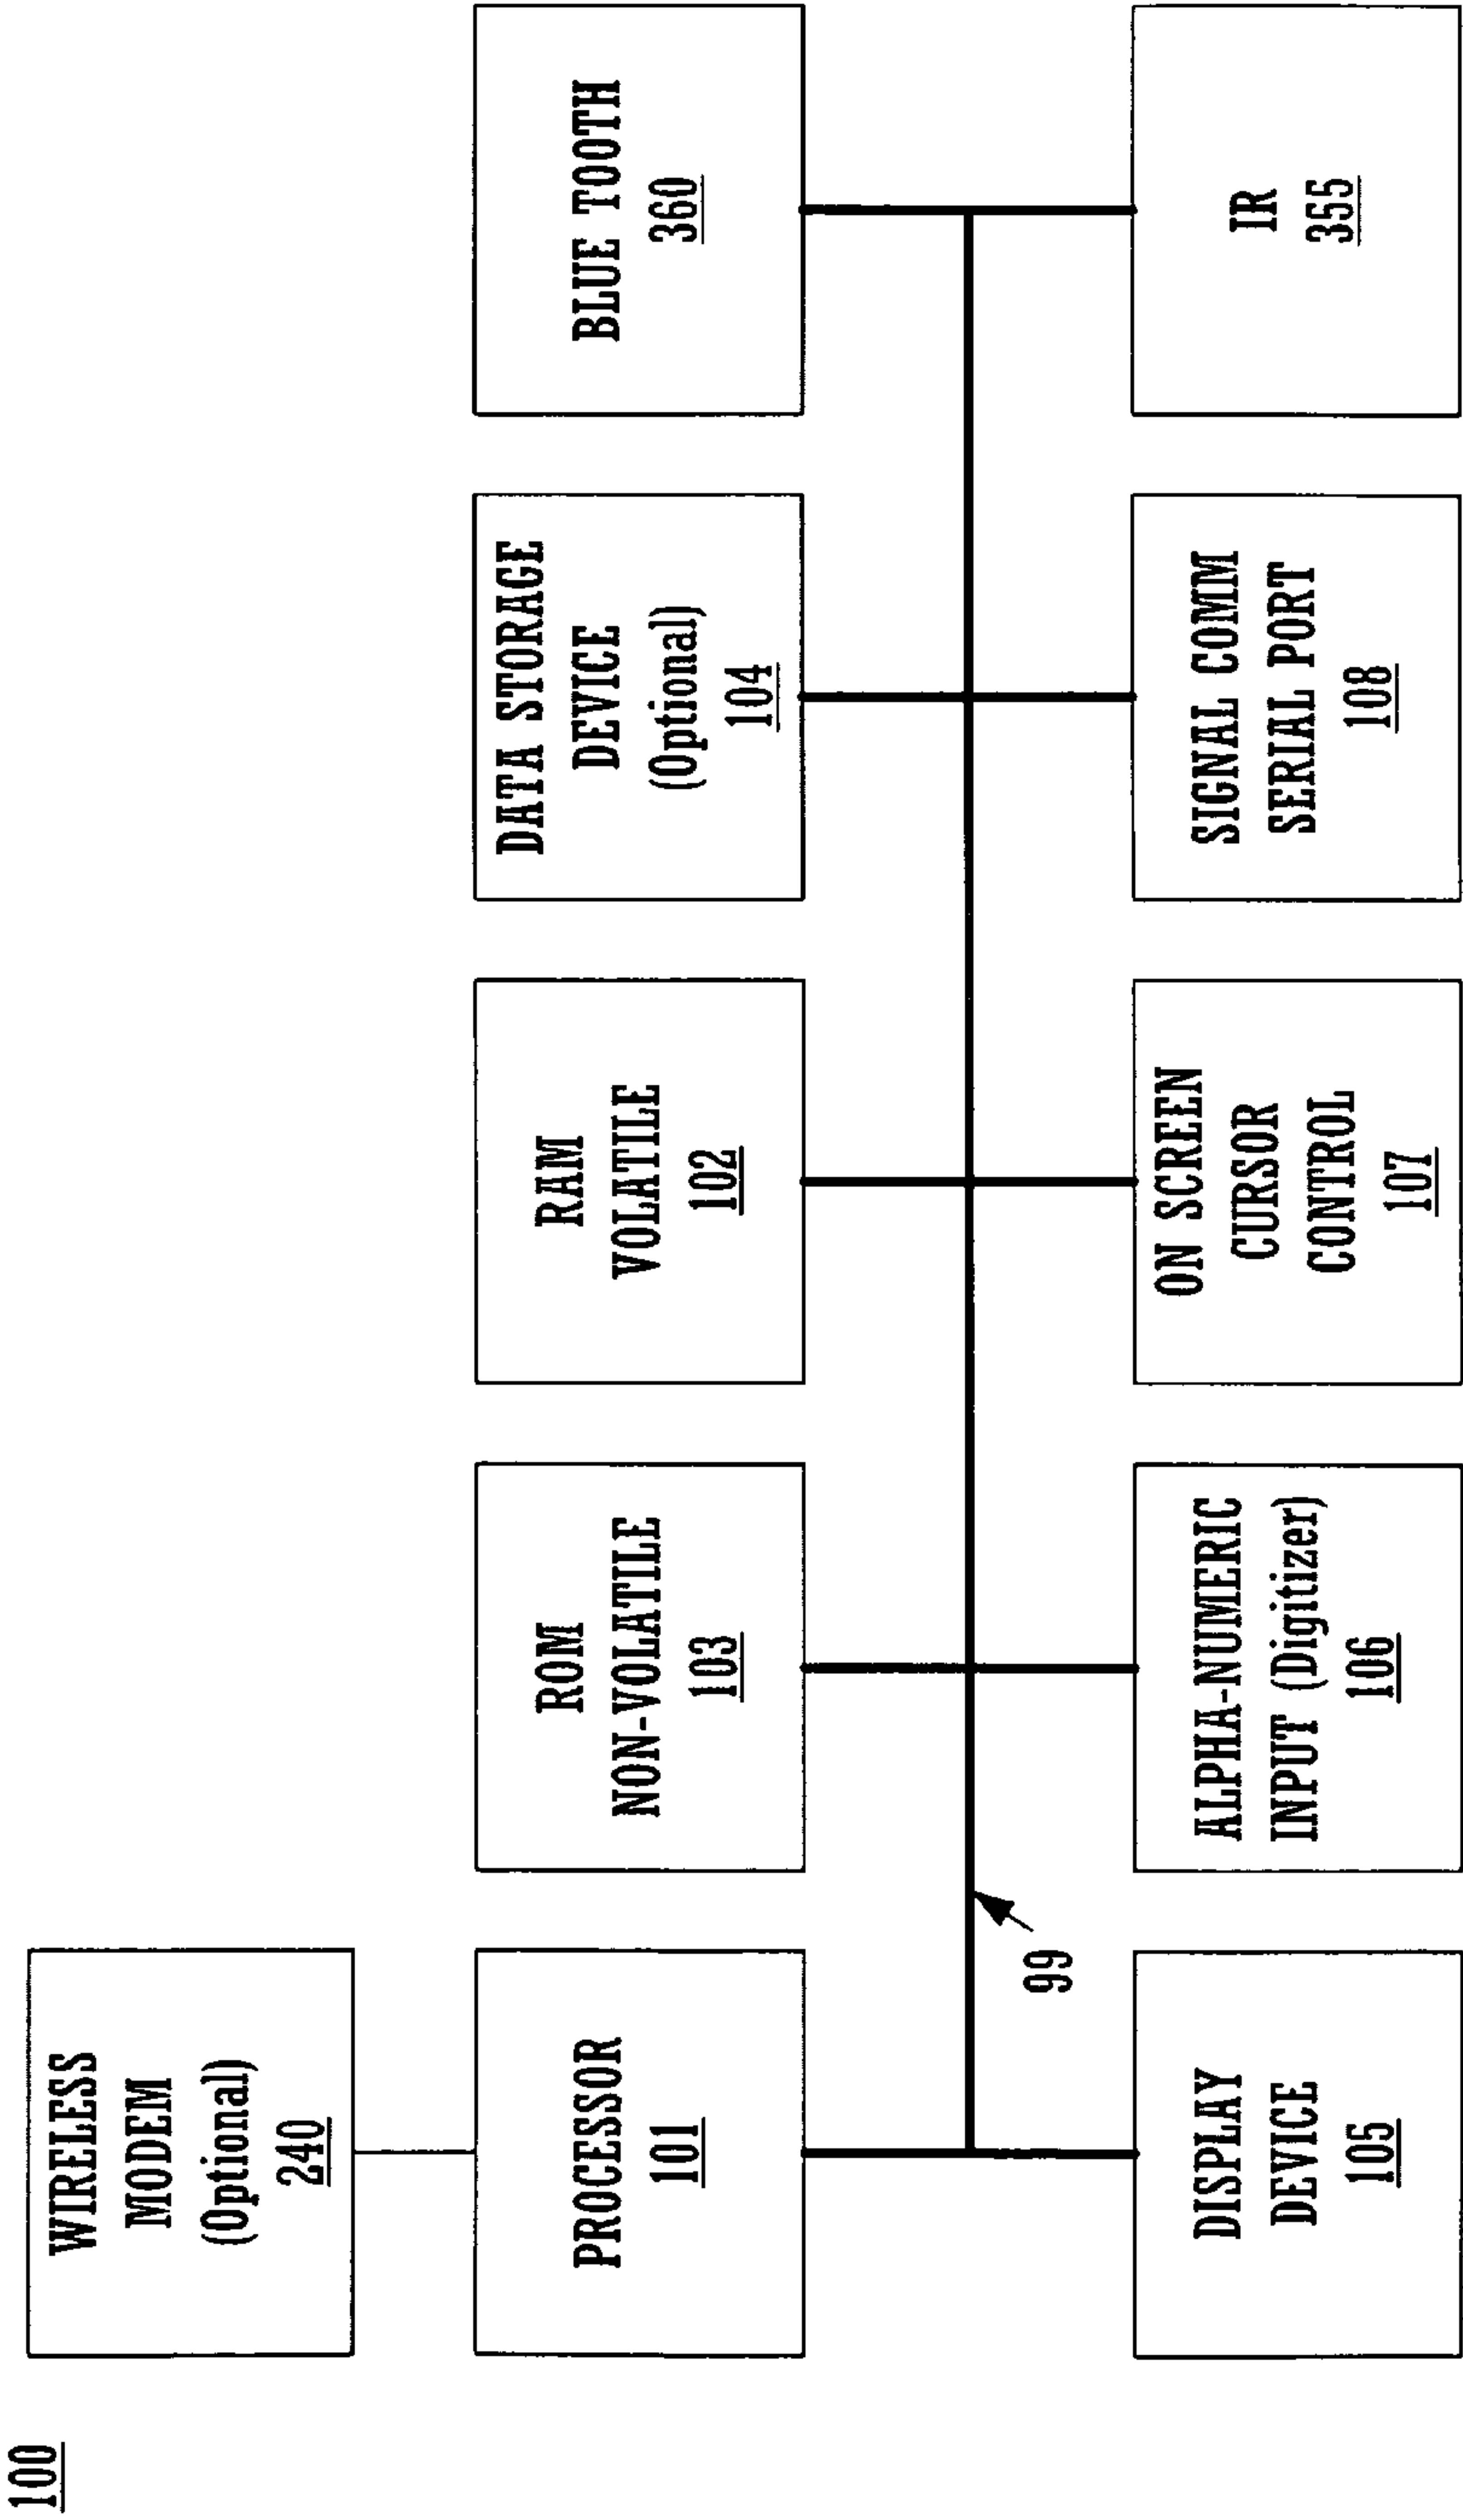 100
WIRELESS
MODEM
(Optional)
240
PROCESSOR
101
ROM
NON-VOLATILE
103
RAM
VOLATILE
102
DATA STORAGE
DEVICE
(Optional)
104
BLUE TOOTH
360
99
DISPLAY
DEVICE
105
ALPHA-NUMERIC
INPUT (Digitizer)
106
ON SCREEN
CURSOR
CONTROL
107
SIGNAL COMM
SERIAL PORT
108
IR
355